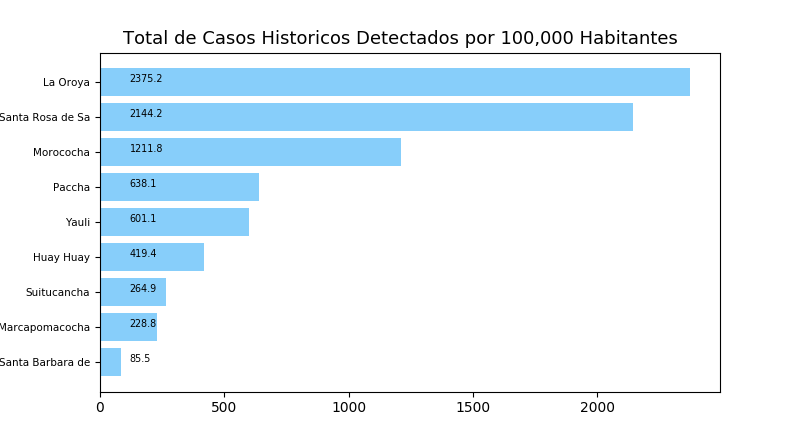 Total de Casos Historicos Detectados por 100,000 Habitantes
La Oroya 2375.2
Santa Rosa de Sa 2144.2
Morococha 1211.8
Paccha 638.1
Yauli 601.1
Huay Huay 419.4
Suitucancha 264.9
Marcapomacocha 228.8
Santa Barbara de 85.5
0 500 1000 1500 2000